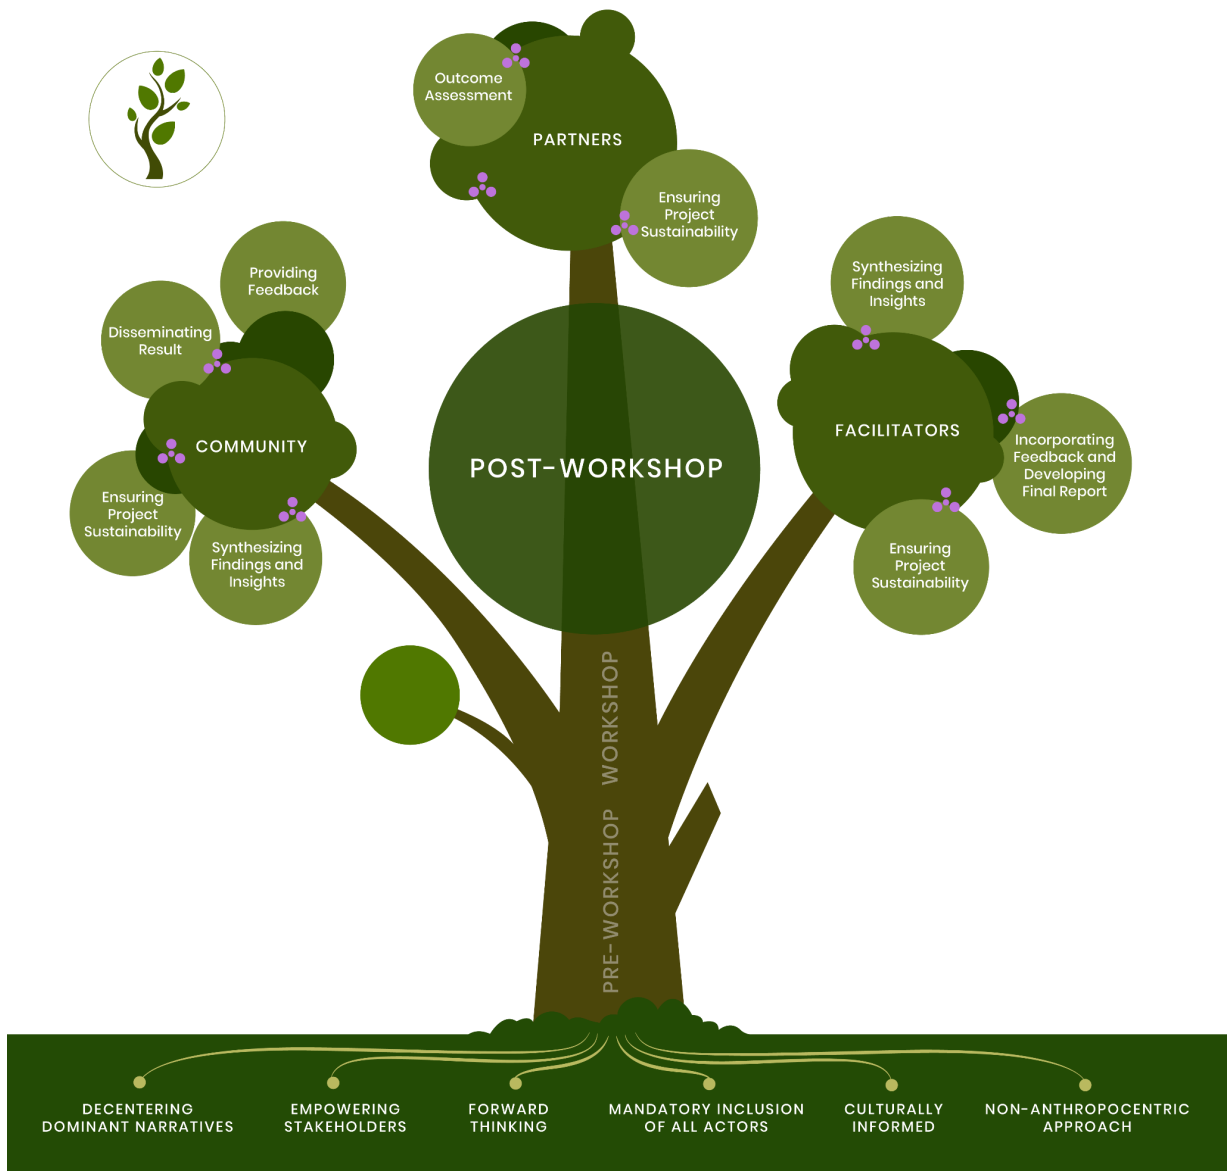 Outcome
Assessment
PARTNERS
Ensuring
Project
Sustainability
Providing
Feedback
Disseminating
Result
COMMUNITY
Ensuring
Project
Sustainability
Synthesizing
Findings and
Insights
POST-WORKSHOP
Synthesizing
Findings and
Insights
FACILITATORS
Incorporating
Feedback and
Developing
Final Report
Ensuring
Project
Sustainability
WORKSHOP
PRE-WORKSHOP
DECENTERING
DOMINANT NARRATIVES
EMPOWERING
STAKEHOLDERS
FORWARD
THINKING
MANDATORY INCLUSION
OF ALL ACTORS
CULTURALLY
INFORMED
NON-ANTHROPOCENTRIC
APPROACH